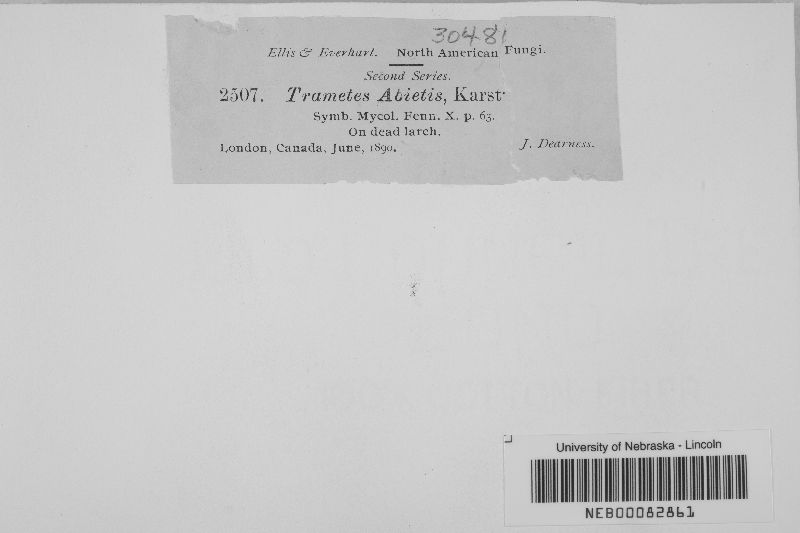 30481
Ellis & Everhart. North American Fungi.
Second Series.
2507. Trametes Abietis, Karst.
Symb. Mycol. Fenn. X. p. 63.
On dead larch.
London, Canada, June, 1890. J. Dearness.
University of Nebraska - Lincoln
NEB00082861